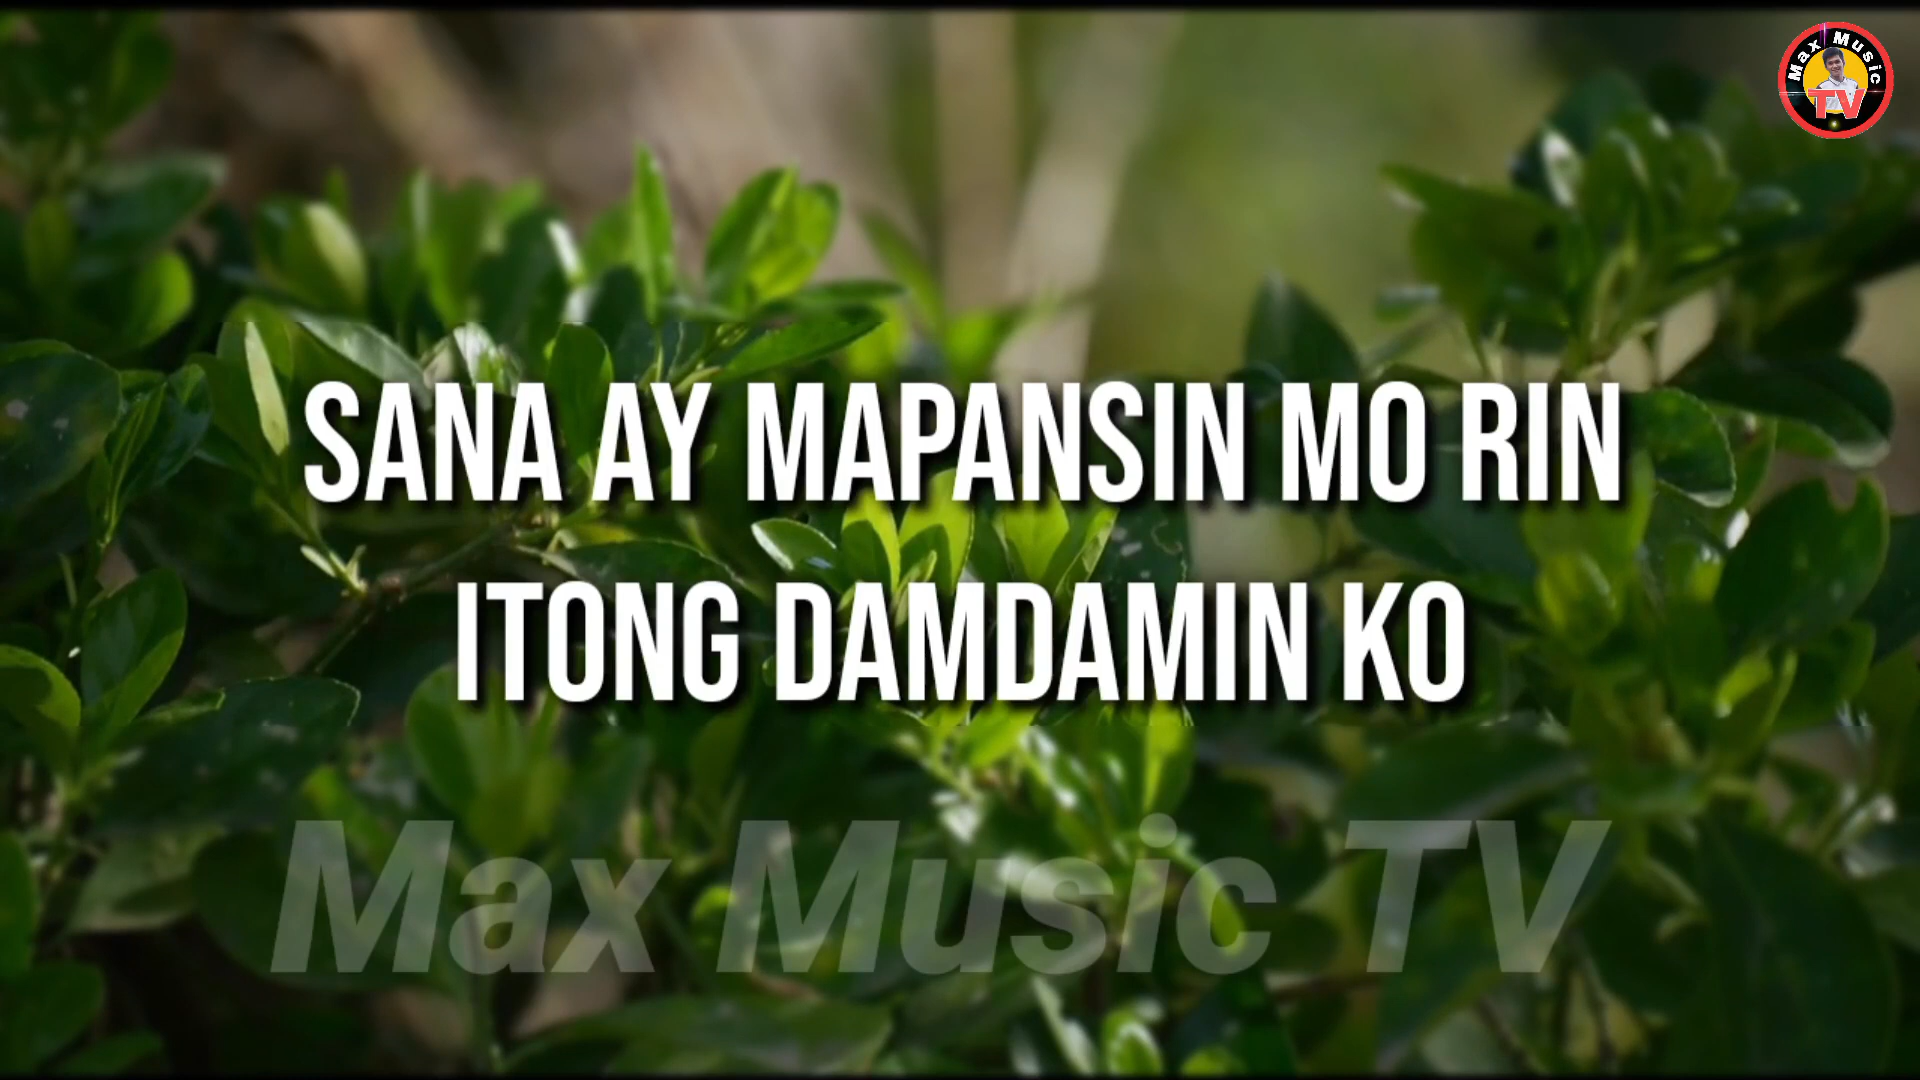 Max Music
TV
SANA AY MAPANSIN MO RIN
ITONG DAMDAMIN KO
Max Music TV